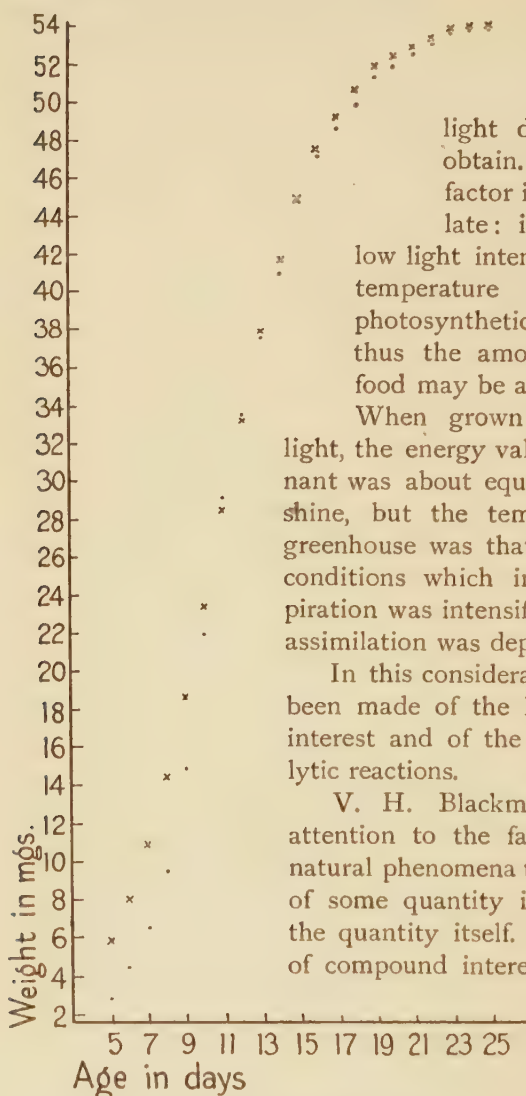 54
52
50
48
46
44
42
40
38
36
34
32
30
28
26
24
22
20
18
16
14
12
10
8
6
4
2
Weight in mgs.
5 7 9 11 13 15 17 19 21 23 25
Age in days
light d
obtain.
factor i
late: i
low light inten
temperature
photosynthetic
thus the amo
food may be a
When grown
light, the energy val
nant was about equ
shine, but the tem
greenhouse was that
conditions which in
piration was intensif
assimilation was dep
In this considera
been made of the
interest and of the
lytic reactions.
V. H. Blackm
attention to the fa
natural phenomena t
of some quantity i
the quantity itself.
of compound intere